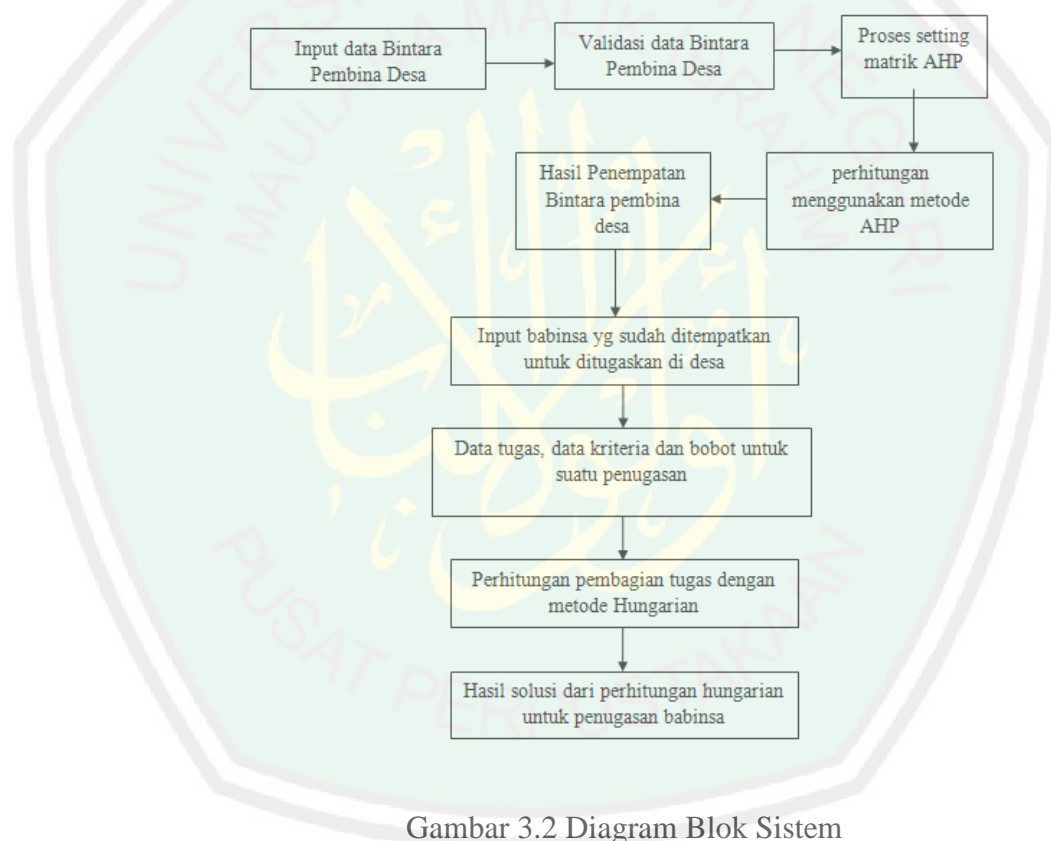 Input data Bintara
Pembina Desa
Validasi data Bintara
Pembina Desa
Proses setting
matrik AHP
perhitungan
menggunakan metode
AHP
Hasil Penempatan
Bintara pembina
desa
Input babinsa yg sudah ditempatkan
untuk ditugaskan di desa
Data tugas, data kriteria dan bobot untuk
suatu penugasan
Perhitungan pembagian tugas dengan
metode Hungarian
Hasil solusi dari perhitungan hungarian
untuk penugasan babinsa
Gambar 3.2 Diagram Blok Sistem
PUSAT PERPUSTAKAAN